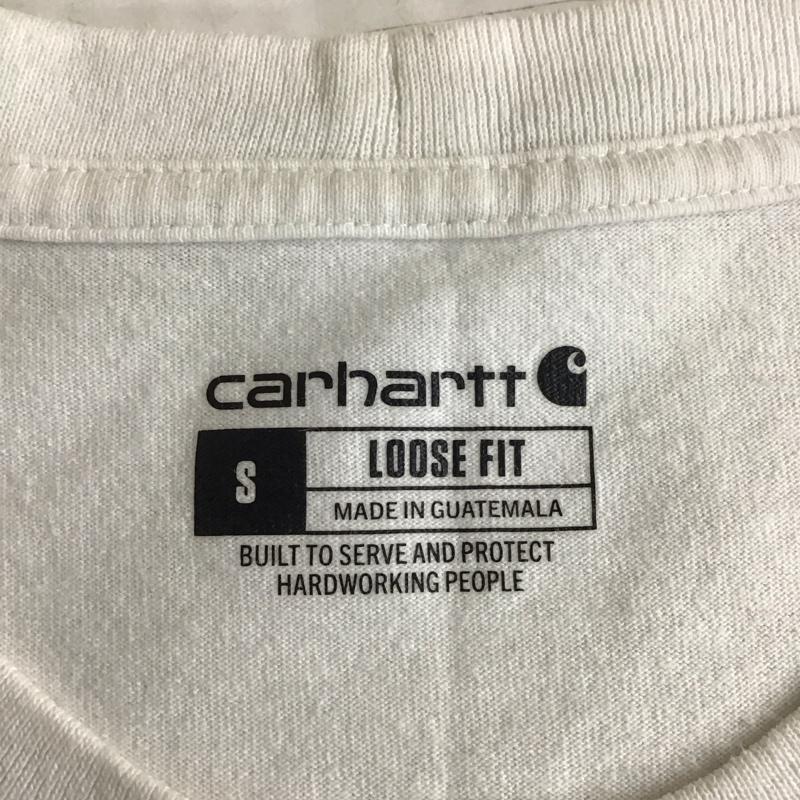 carhartt
S
LOOSE FIT
MADE IN GUATEMALA
BUILT TO SERVE AND PROTECT
HARDWORKING PEOPLE